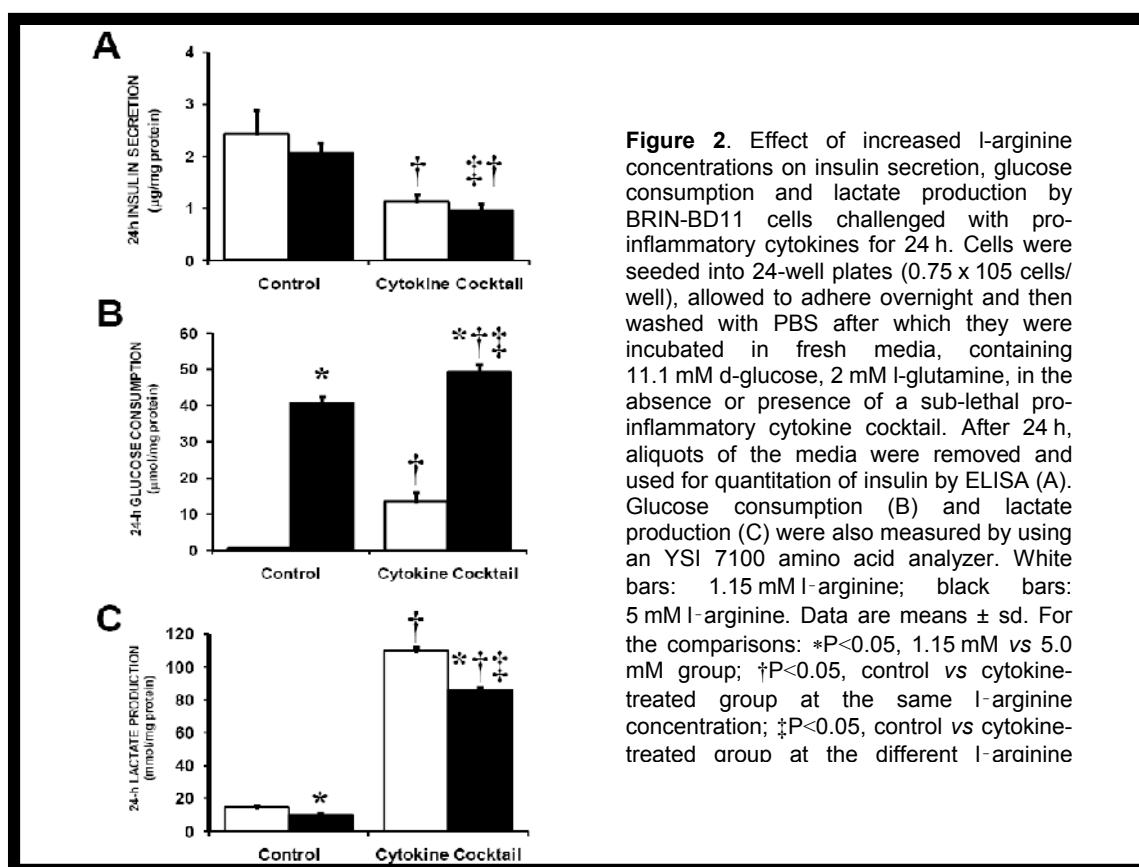 A
24h INSULIN SECRETION
(µg/mg protein)
4
3
2
1
0
†
‡†
Control
Cytokine Cocktail
B
24-h GLUCOSE CONSUMPTION
(µmol/mg protein)
60
50
40
30
20
10
0
*
†
*†‡
Control
Cytokine Cocktail
C
24-h LACTATE PRODUCTION
(mmol/mg protein)
120
100
80
60
40
20
0
*
†
*†‡
Control
Cytokine Cocktail
Figure 2. Effect of increased l-arginine
concentrations on insulin secretion, glucose
consumption and lactate production by
BRIN-BD11 cells challenged with pro-
inflammatory cytokines for 24 h. Cells were
seeded into 24-well plates (0.75 x 105 cells/
well), allowed to adhere overnight and then
washed with PBS after which they were
incubated in fresh media, containing
11.1 mM d-glucose, 2 mM l-glutamine, in the
absence or presence of a sub-lethal pro-
inflammatory cytokine cocktail. After 24 h,
aliquots of the media were removed and
used for quantitation of insulin by ELISA (A).
Glucose consumption (B) and lactate
production (C) were also measured by using
an YSI 7100 amino acid analyzer. White
bars: 1.15 mM l-arginine; black bars:
5 mM l-arginine. Data are means ± sd. For
the comparisons: *P<0.05, 1.15 mM vs 5.0
mM group; †P<0.05, control vs cytokine-
treated group at the same l-arginine
concentration; ‡P<0.05, control vs cytokine-
treated group at the different l-arginine